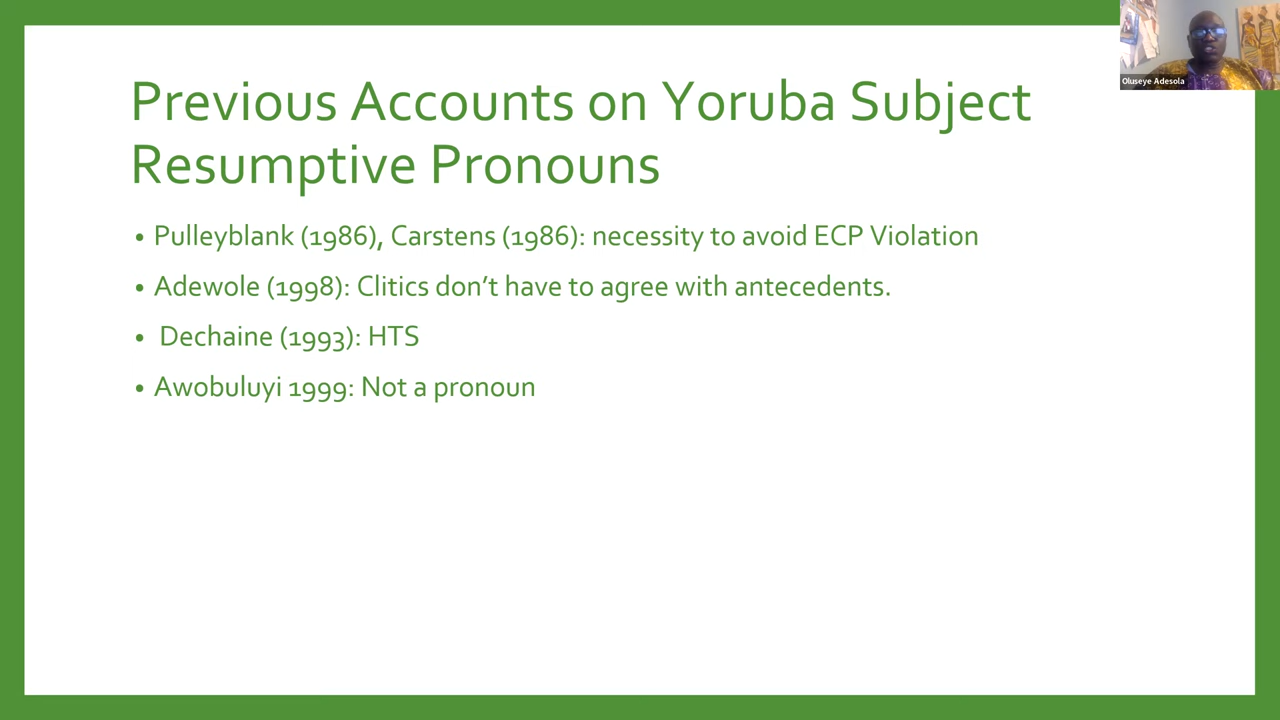 Oluseye Adesola
Previous Accounts on Yoruba Subject
Resumptive Pronouns
• Pulleyblank (1986), Carstens (1986): necessity to avoid ECP Violation
• Adewole (1998): Clitics don’t have to agree with antecedents.
• Dechaine (1993): HTS
• Awobuluyi 1999: Not a pronoun